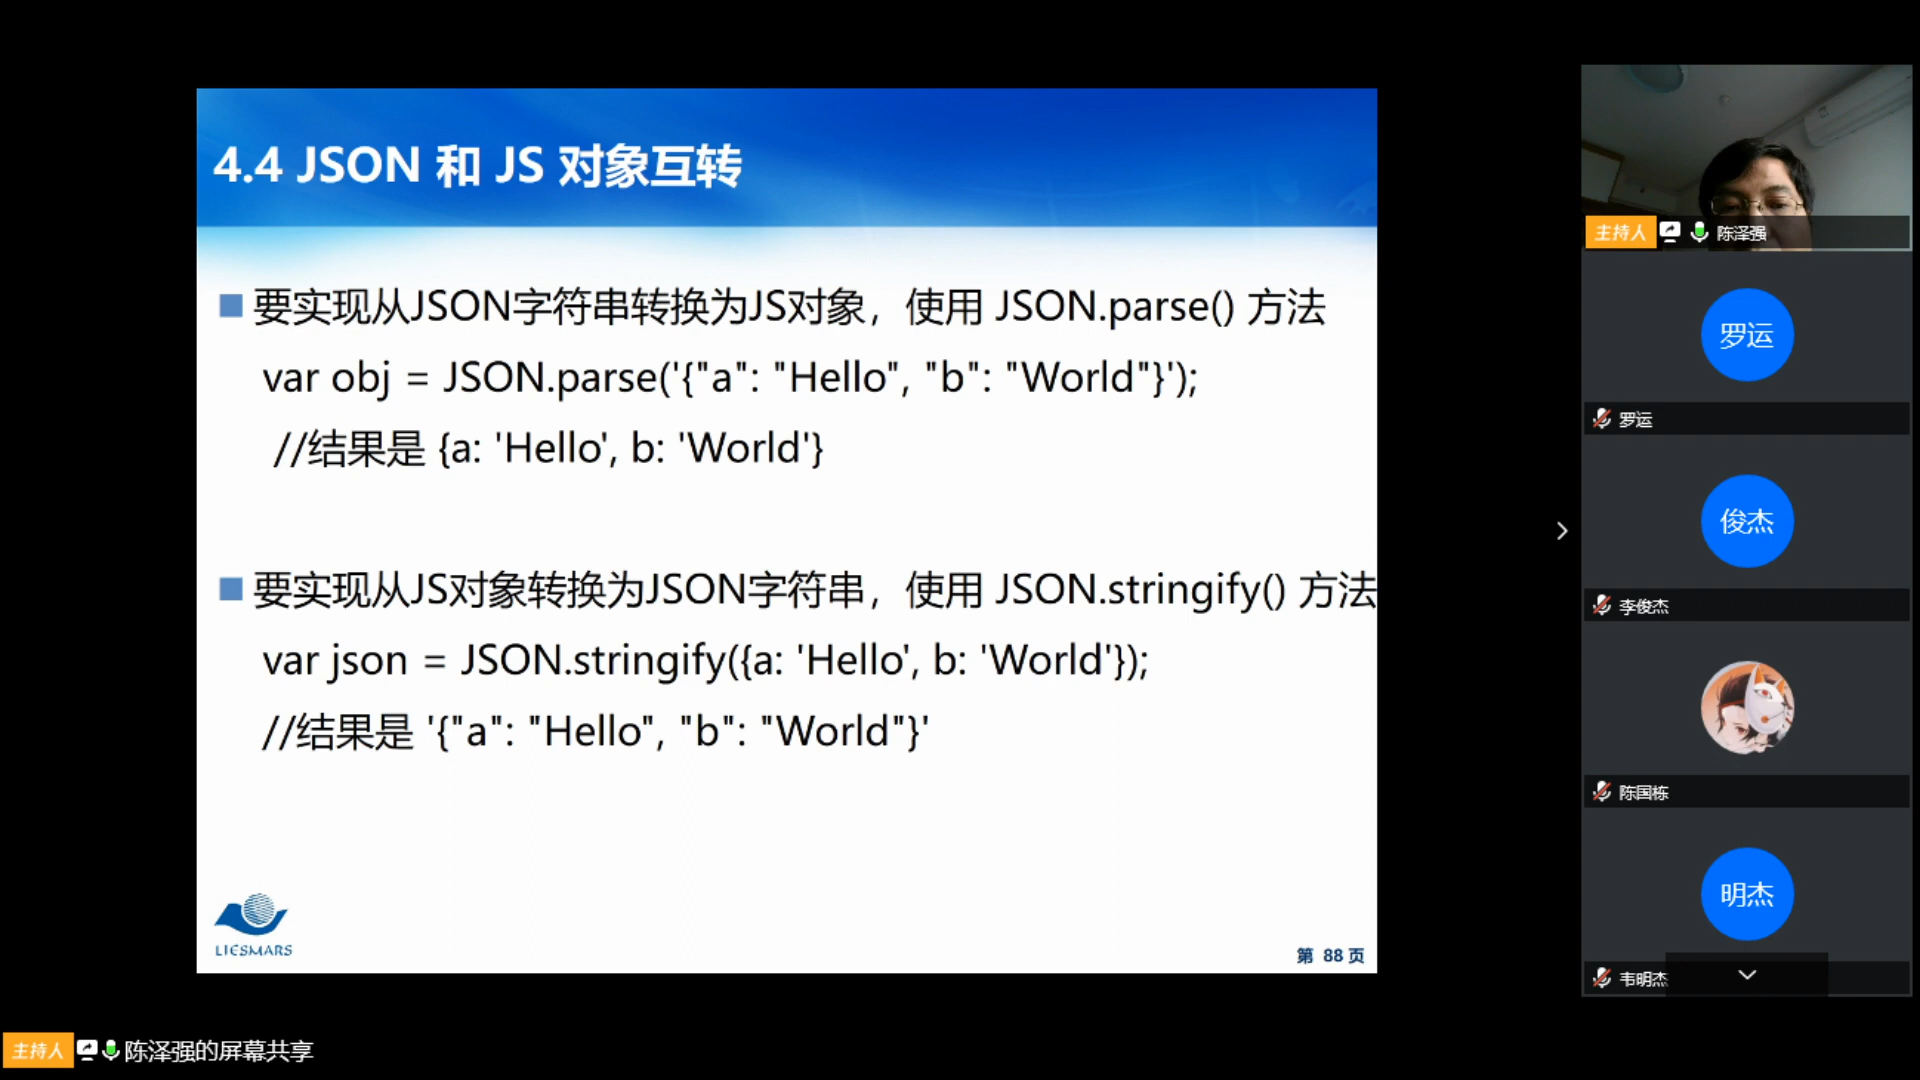 4.4 JSON 和 JS 对象互转
要实现从JSON字符串转换为JS对象，使用 JSON.parse() 方法
var obj = JSON.parse('{"a": "Hello", "b": "World"}');
//结果是 {a: 'Hello', b: 'World'}
要实现从JS对象转换为JSON字符串，使用 JSON.stringify() 方法
var json = JSON.stringify({a: 'Hello', b: 'World'});
//结果是 '{"a": "Hello", "b": "World"}'
LIESMARS
第 88 页
主持人 陈泽强
罗运
罗运
俊杰
李俊杰
陈国栋
明杰
韦明杰
主持人 陈泽强的屏幕共享